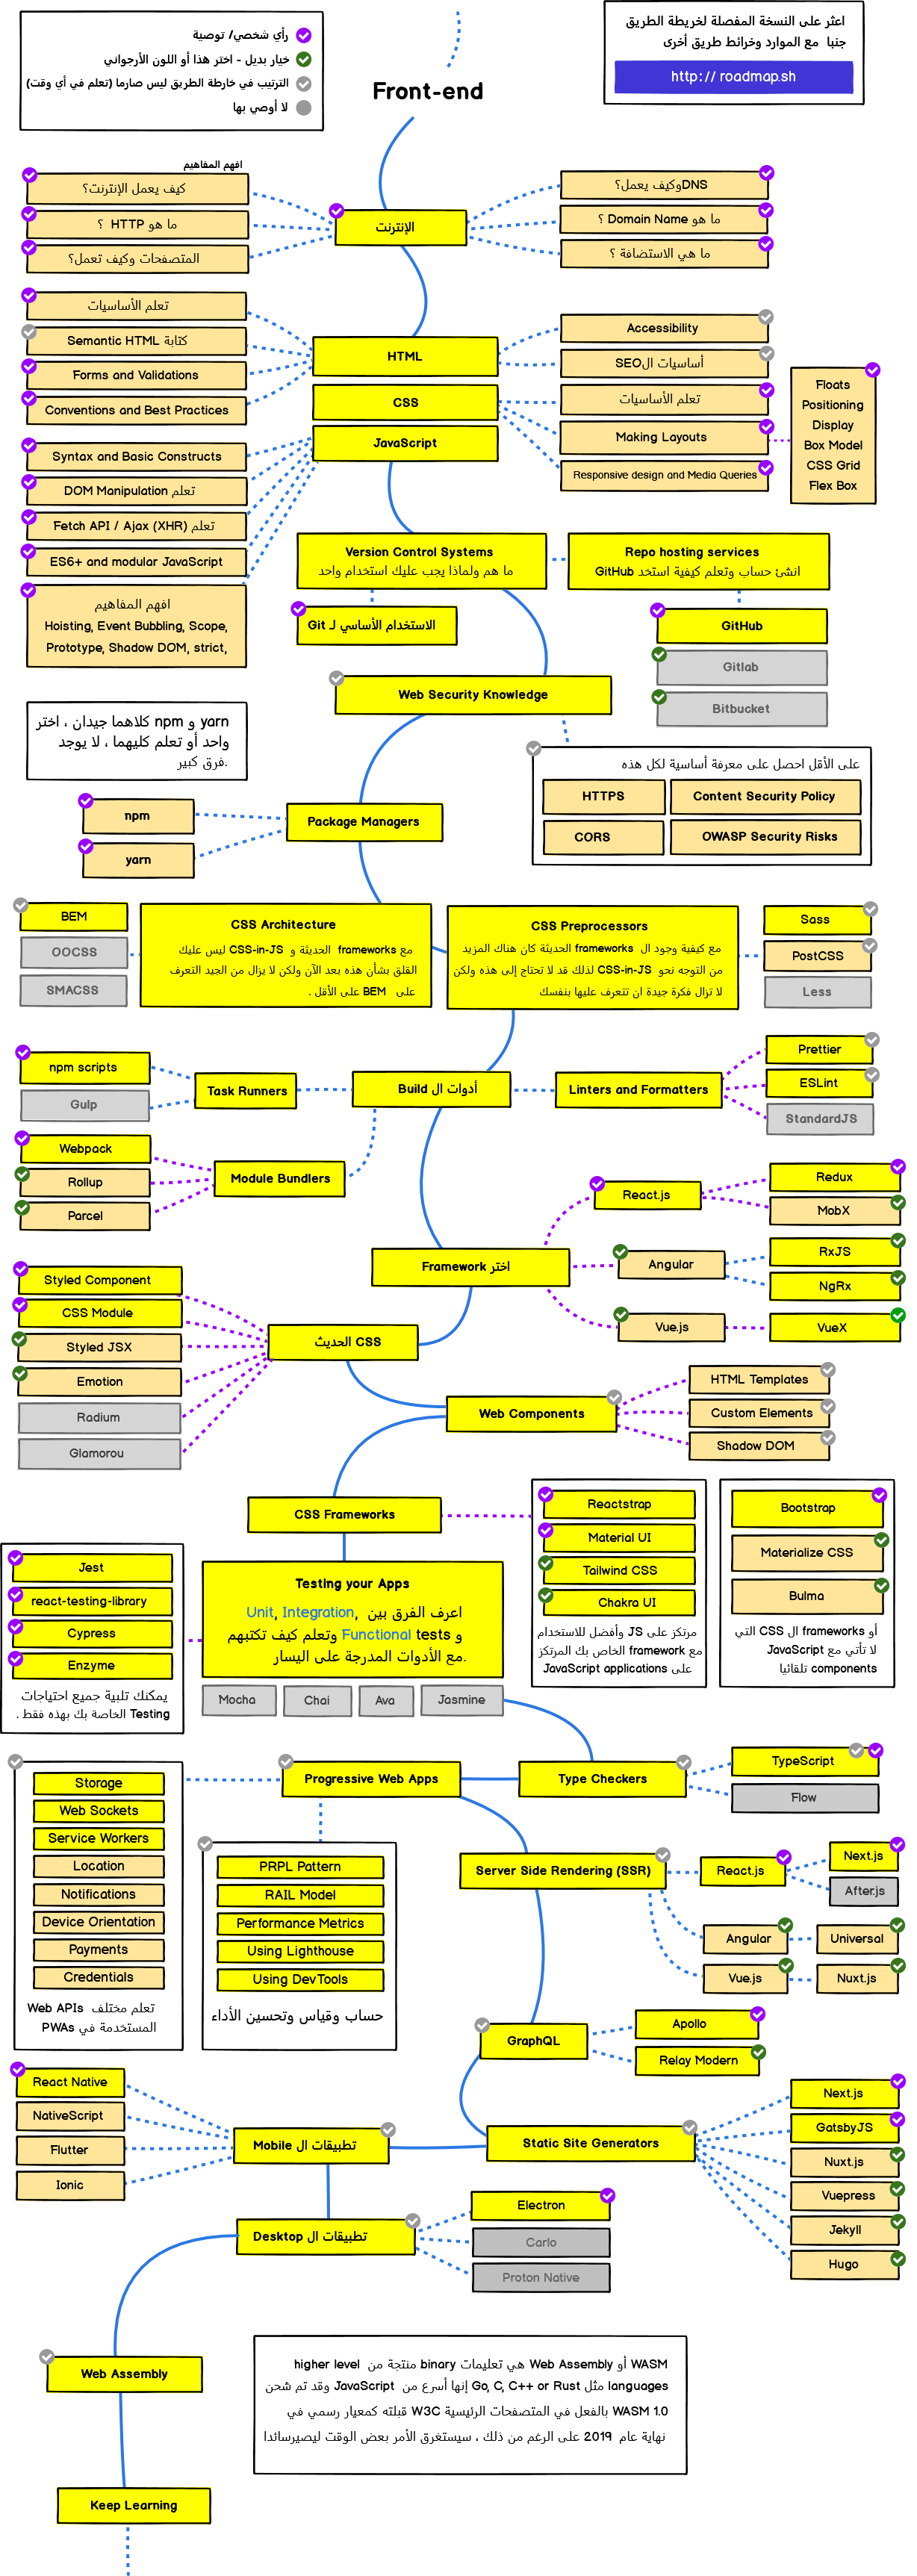 رأي شخصي/ توصية
خيار بديل - اختر هذا أو اللون الأرجواني
الترتيب في خارطة الطريق ليس صارما (تعلم في أي وقت)
لا أوصي بها
اعثر على النسخة المفصلة لخريطة الطريق
جنبا مع الموارد وخرائط طريق أخرى
http:// roadmap.sh
Front-end
افهم المفاهيم
كيف يعمل الإنترنت؟
ما هو HTTP ؟
المتصفحات وكيف تعمل؟
الإنترنت
DNSوكيف يعمل؟
ما هو Domain Name ؟
ما هي الاستضافة ؟
تعلم الأساسيات
كتابة Semantic HTML
Forms and Validations
Conventions and Best Practices
HTML
CSS
JavaScript
Accessibility
أساسيات الSEO
تعلم الأساسيات
Making Layouts
Responsive design and Media Queries
Floats
Positioning
Display
Box Model
CSS Grid
Flex Box
Syntax and Basic Constructs
تعلم DOM Manipulation
تعلم Fetch API / Ajax (XHR)
ES6+ and modular JavaScript
افهم المفاهيم
Hoisting, Event Bubbling, Scope,
Prototype, Shadow DOM, strict,
Version Control Systems
ما هم ولماذا يجب عليك استخدام واحد
Repo hosting services
انشئ حساب وتعلم كيفية استخد GitHub
الاستخدام الأساسي لـ Git
GitHub
Gitlab
Bitbucket
Web Security Knowledge
yarn و npm كلاهما جيدان ، اختر
واحد أو تعلم كليهما ، لا يوجد
فرق كبير.
على الأقل احصل على معرفة أساسية لكل هذه
HTTPS
Content Security Policy
CORS
OWASP Security Risks
npm
yarn
Package Managers
BEM
OOCSS
SMACSS
CSS Architecture
مع frameworks الحديثة و CSS-in-JS ليس عليك
القلق بشأن هذه بعد الآن ولكن لا يزال من الجيد التعرف
على BEM على الأقل .
CSS Preprocessors
مع كيفية وجود ال frameworks الحديثة كان هناك المزيد
من التوجه نحو CSS-in-JS لذلك قد لا تحتاج إلى هذه ولكن
لا تزال فكرة جيدة ان تتعرف عليها بنفسك
Sass
PostCSS
Less
npm scripts
Gulp
Task Runners
أدوات ال Build
Linters and Formatters
Prettier
ESLint
StandardJS
Webpack
Rollup
Parcel
Module Bundlers
React.js
Redux
MobX
اختر Framework
Angular
RxJS
NgRx
Vue.js
VueX
Styled Component
CSS Module
Styled JSX
Emotion
Radium
Glamorou
CSS الحديث
Web Components
HTML Templates
Custom Elements
Shadow DOM
CSS Frameworks
Reactstrap
Material UI
Tailwind CSS
Chakra UI
مرتكز على JS وأفضل للاستخدام
مع framework الخاص بك المرتكز
على JavaScript applications
Bootstrap
Materialize CSS
Bulma
أو frameworks ال CSS التي
لا تأتي مع JavaScript
components تلقائيا
Jest
react-testing-library
Cypress
Enzyme
يمكنك تلبية جميع احتياجات
Testing الخاصة بك بهذه فقط .
Testing your Apps
اعرف الفرق بين Unit, Integration,
و Functional tests وتعلم كيف تكتبهم
مع الأدوات المدرجة على اليسار.
Mocha
Chai
Ava
Jasmine
Progressive Web Apps
Type Checkers
TypeScript
Flow
Storage
Web Sockets
Service Workers
Location
Notifications
Device Orientation
Payments
Credentials
تعلم مختلف Web APIs
المستخدمة في PWAs
PRPL Pattern
RAIL Model
Performance Metrics
Using Lighthouse
Using DevTools
حساب وقياس وتحسين الأداء
Server Side Rendering (SSR)
React.js
Next.js
After.js
Angular
Universal
Vue.js
Nuxt.js
GraphQL
Apollo
Relay Modern
React Native
NativeScript
Flutter
Ionic
تطبيقات ال Mobile
Static Site Generators
Next.js
GatsbyJS
Nuxt.js
Vuepress
Jekyll
Hugo
تطبيقات ال Desktop
Electron
Carlo
Proton Native
Web Assembly
WASM أو Web Assembly هي تعليمات binary منتجة من higher level
languages مثل Go, C, C++ or Rust إنها أسرع من JavaScript وقد تم شحن
WASM 1.0 بالفعل في المتصفحات الرئيسية W3C قبلته كمعيار رسمي في
نهاية عام 2019 على الرغم من ذلك ، سيستغرق الأمر بعض الوقت ليصيرسائدا
Keep Learning